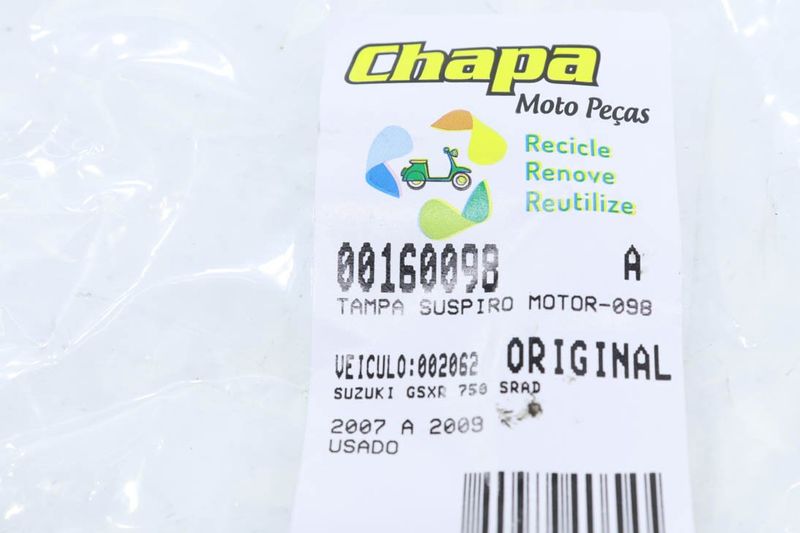 Chapa
Moto Peças
Recicle
Renove
Reutilize
00160098 A
TAMPA SUSPIRO MOTOR-098
VEICULO:002062 ORIGINAL
SUZUKI GSXR 750 SRAD
2007 A 2009
USADO